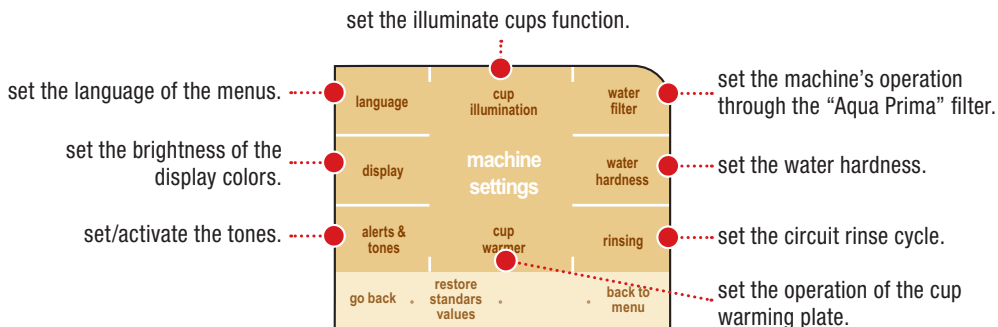 set the illuminate cups function.
set the language of the menus.
language
cup
illumination
water
filter
set the machine's operation
through the “Aqua Prima” filter.
set the brightness of the
display colors.
display
machine
settings
water
hardness
set the water hardness.
set/activate the tones.
alerts &
tones
cup
warmer
rinsing
set the circuit rinse cycle.
go back
restore
standars
values
back to
menu
set the operation of the cup
warming plate.